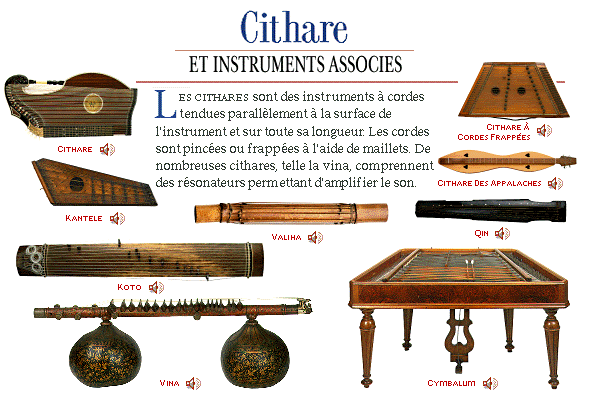 Cithare
ET INSTRUMENTS ASSOCIES
LES CITHARES sont des instruments à cordes
tendues parallèlement à la surface de
l'instrument et sur toute sa longueur. Les cordes
sont pincées ou frappées à l'aide de maillets. De
nombreuses cithares, telle la vina, comprennent
des résonateurs permettant d'amplifier le son.
CITHARE
CITHARE À
CORDES FRAPPÉES
KANTELE
CITHARE DES APPALACHES
VALIHA
QIN
KOTO
VINA
CYMBALUM